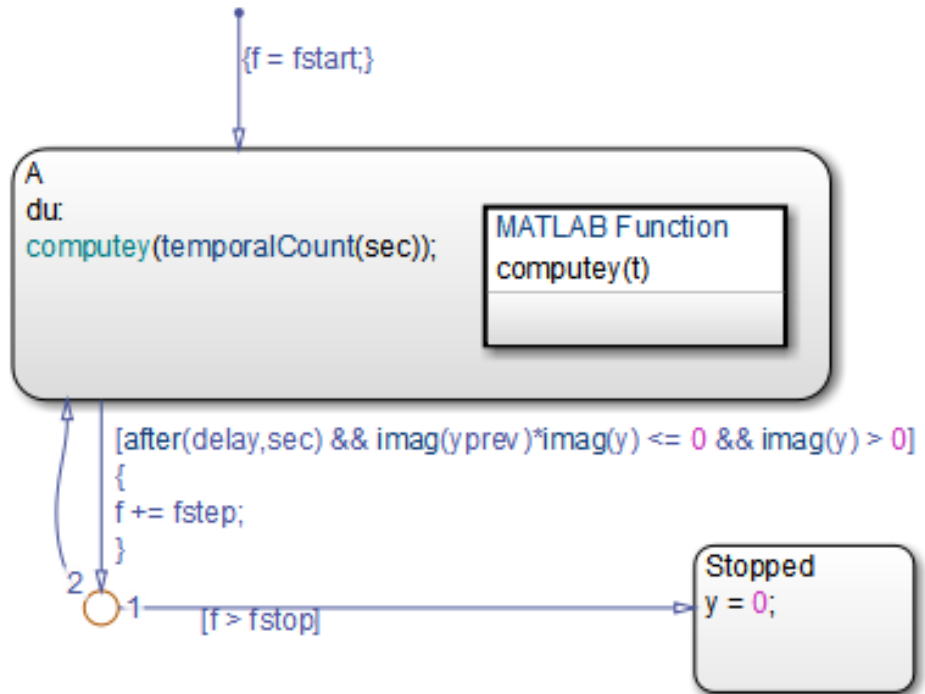 {f = fstart;}
A
du:
computey(temporalCount(sec));
MATLAB Function
computey(t)
[after(delay,sec) && imag(yprev)*imag(y) <= 0 && imag(y) > 0]
{
f += fstep;
}
2
1
[f > fstop]
Stopped
y = 0;